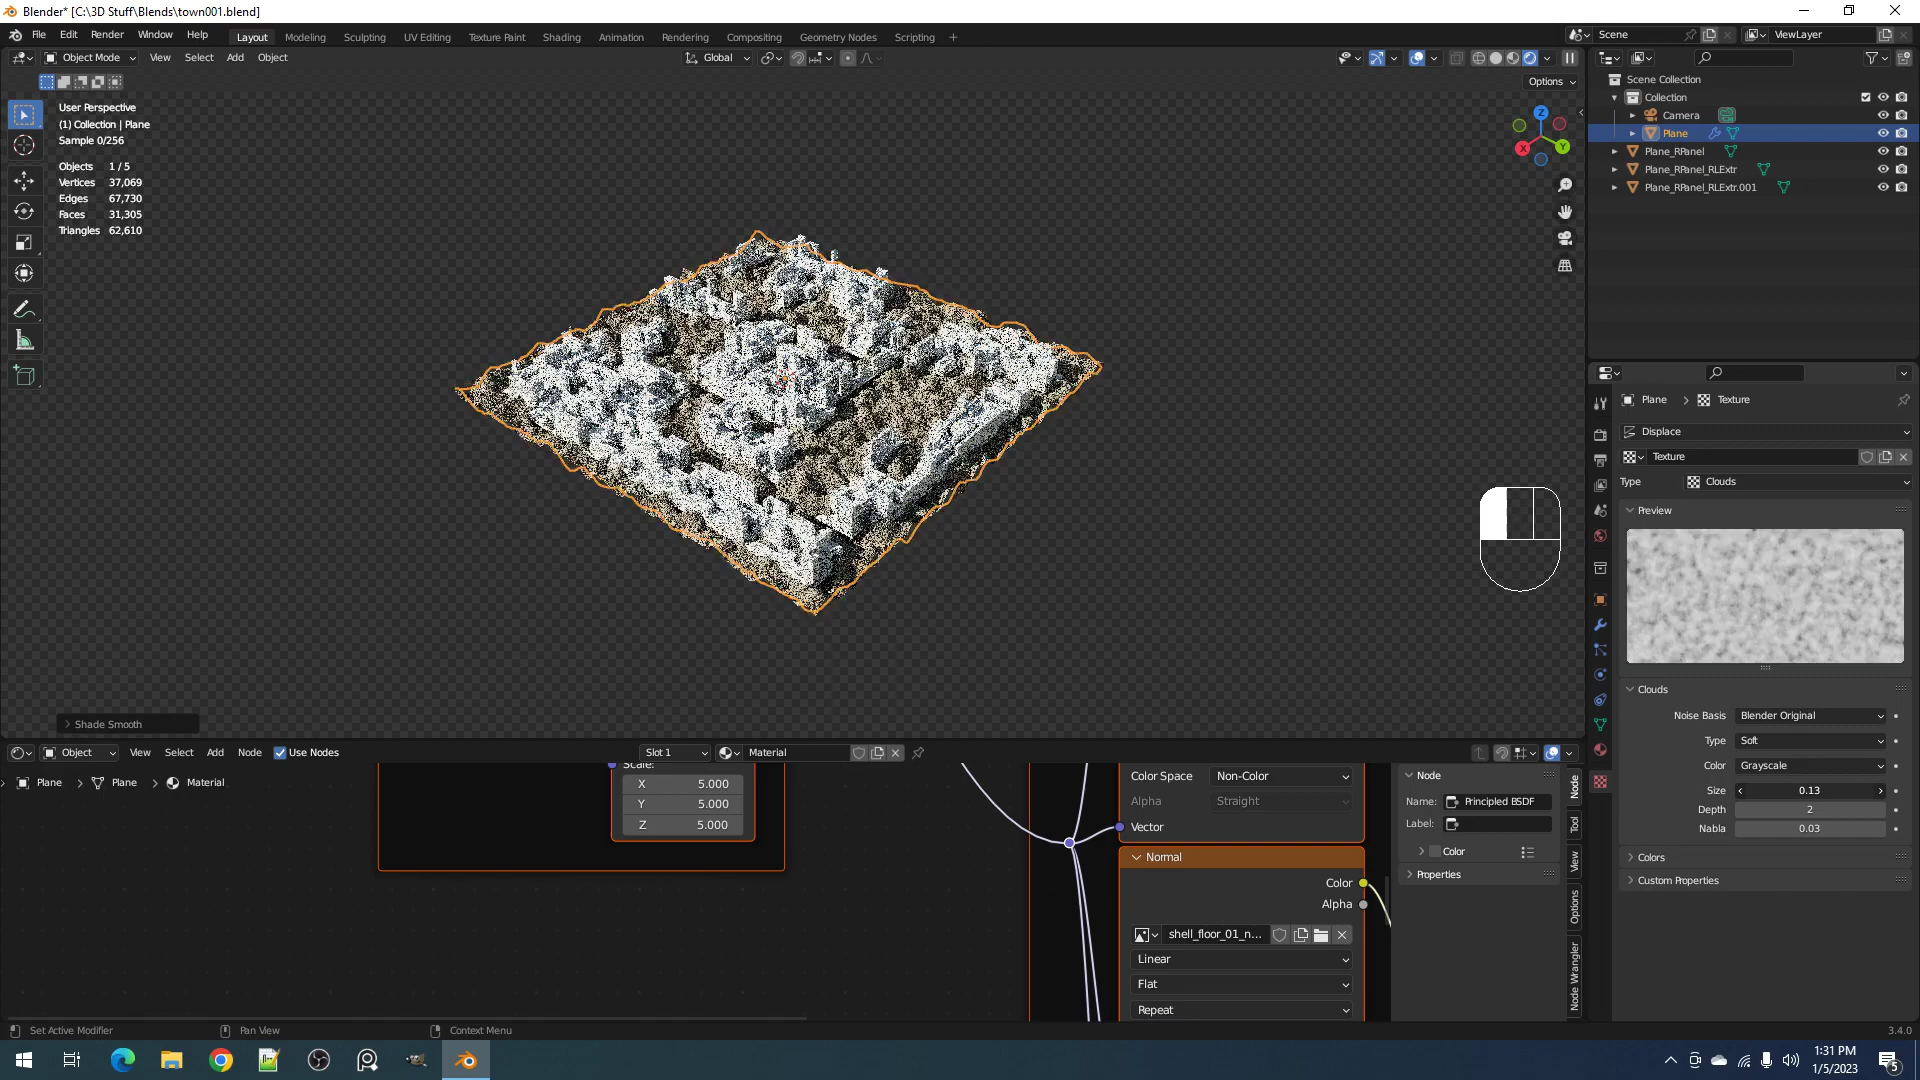 Blender* [C:\3D Stuff\Blends\town001.blend]
File Edit Render Window Help
Layout Modeling Sculpting UV Editing Texture Paint Shading Animation Rendering Compositing Geometry Nodes Scripting +
Scene ViewLayer
Object Mode View Select Add Object
Global
Options
User Perspective
(1) Collection | Plane
Sample 0/256
Objects 1 / 5
Vertices 37,069
Edges 67,730
Faces 31,305
Triangles 62,610
Z
X
Y
Scene Collection
Collection
Camera
Plane
Plane_RPanel
Plane_RPanel_RLExtr
Plane_RPanel_RLExtr.001
Plane > Texture
Displace
Texture
Type Clouds
Preview
Clouds
Noise Basis Blender Original
Type Soft
Color Grayscale
Size 0.13
Depth 2
Nabla 0.03
Colors
Custom Properties
Shade Smooth
Object View Select Add Node Use Nodes
Slot 1 Material
Plane > Plane > Material
Scale:
X 5.000
Y 5.000
Z 5.000
Color Space Non-Color
Alpha Straight
Vector
Normal
Color
Alpha
shell_floor_01_n...
Linear
Flat
Repeat
Node
Name: Principled BSDF
Label:
Color
Properties
Node
Tool
View
Options
Node Wrangler
Set Active Modifier Pan View Context Menu
3.4.0
1:31 PM
1/5/2023
5